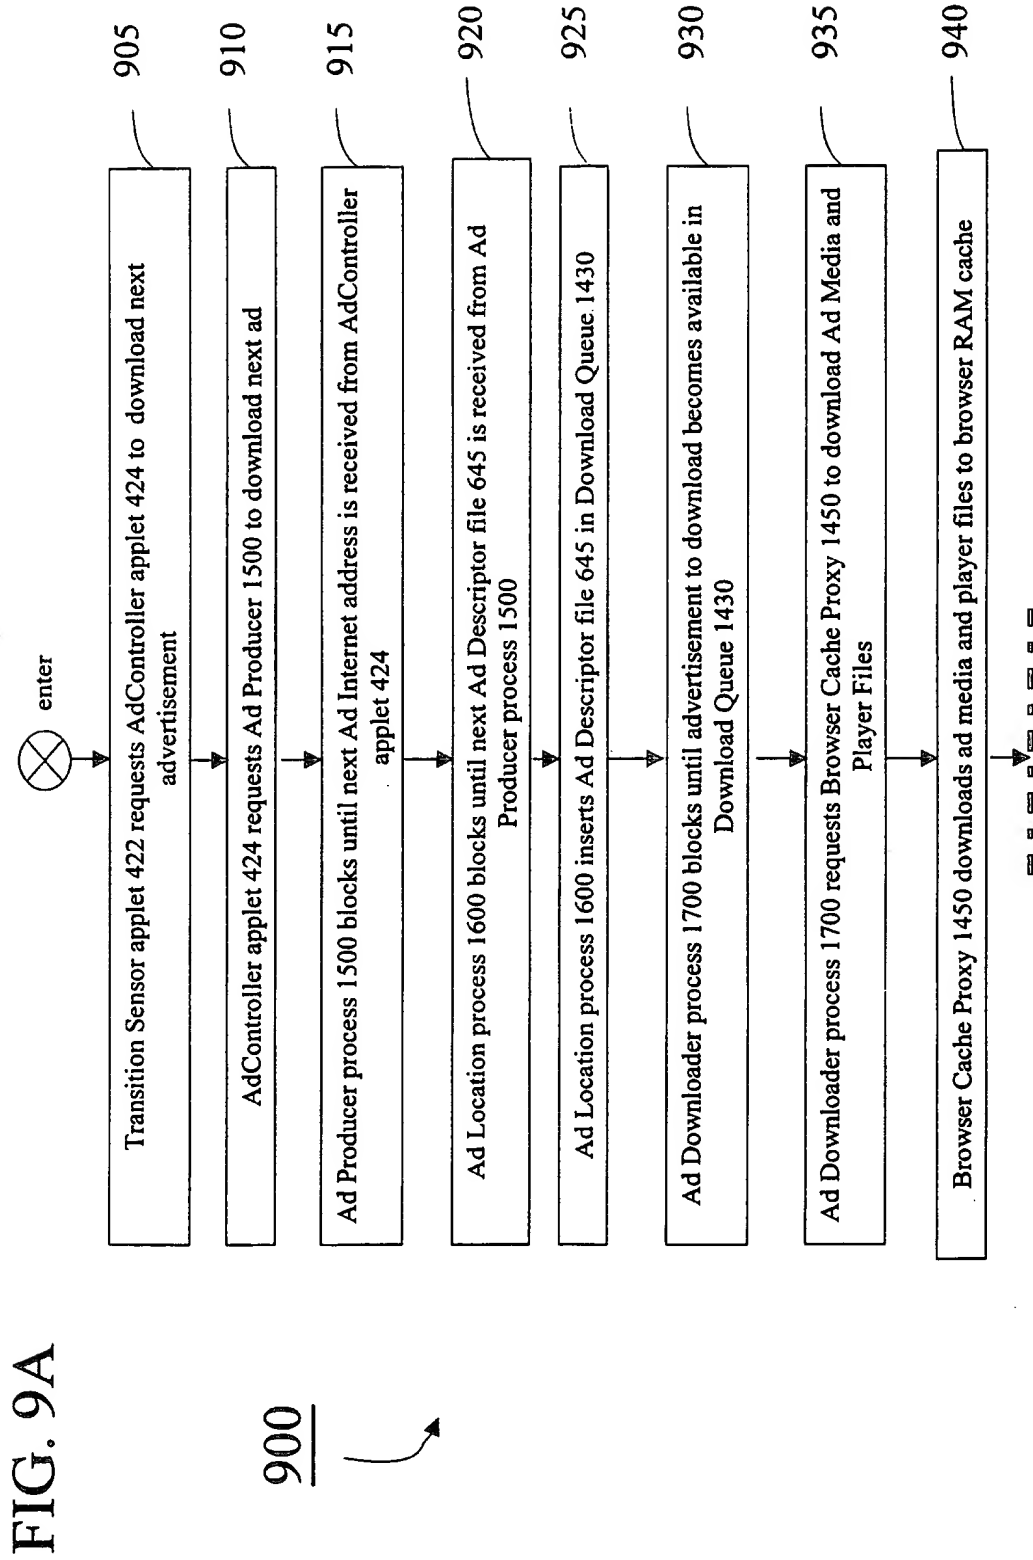 FIG. 9A
900
enter
Transition Sensor applet 422 requests AdController applet 424 to download next
advertisement
905
AdController applet 424 requests Ad Producer 1500 to download next ad
910
Ad Producer process 1500 blocks until next Ad Internet address is received from AdController
applet 424
915
Ad Location process 1600 blocks until next Ad Descriptor file 645 is received from Ad
Producer process 1500
920
Ad Location process 1600 inserts Ad Descriptor file 645 in Download Queue 1430
925
Ad Downloader process 1700 blocks until advertisement to download becomes available in
Download Queue 1430
930
Ad Downloader process 1700 requests Browser Cache Proxy 1450 to download Ad Media and
Player Files
935
Browser Cache Proxy 1450 downloads ad media and player files to browser RAM cache
940